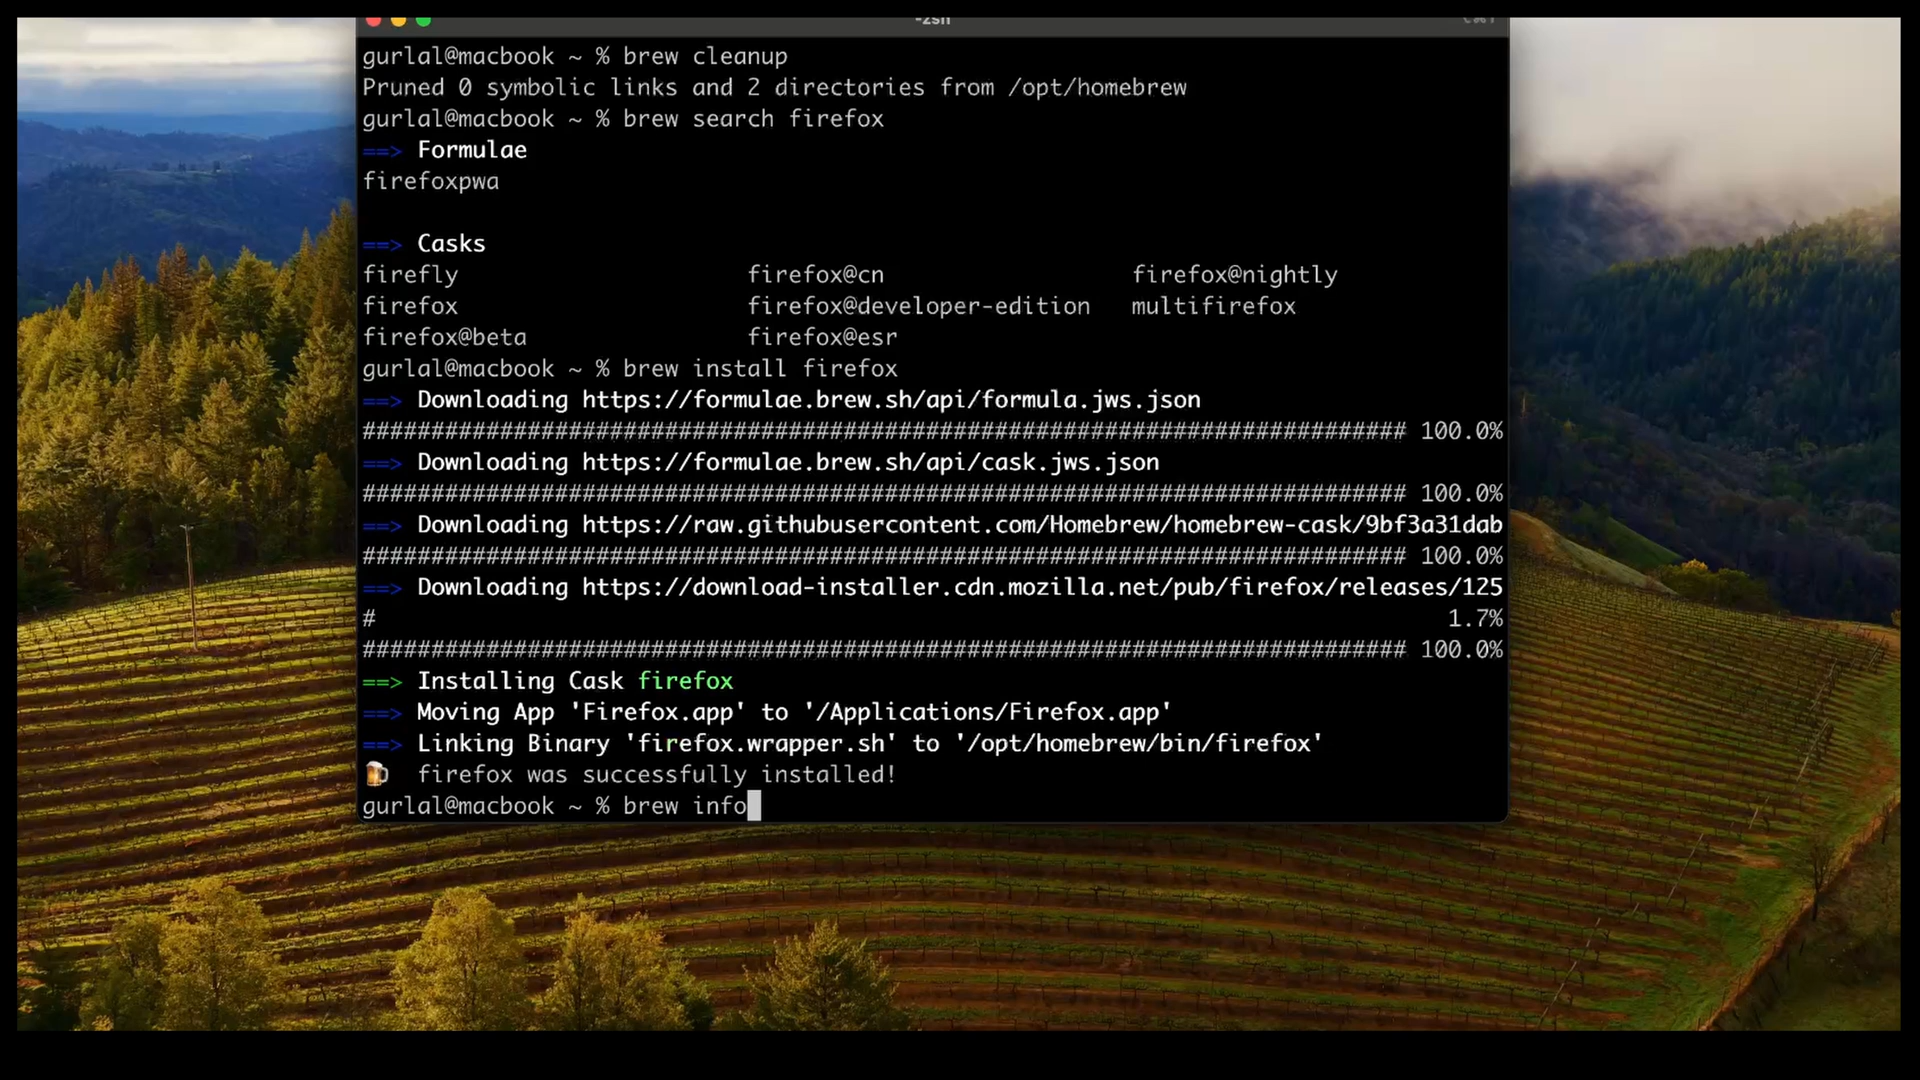 -zsh
gurlal@macbook ~ % brew cleanup
Pruned 0 symbolic links and 2 directories from /opt/homebrew
gurlal@macbook ~ % brew search firefox
==> Formulae
firefoxpwa
==> Casks
firefly firefox@cn firefox@nightly
firefox firefox@developer-edition multifirefox
firefox@beta firefox@esr
gurlal@macbook ~ % brew install firefox
==> Downloading https://formulae.brew.sh/api/formula.jws.json
############################################################################ 100.0%
==> Downloading https://formulae.brew.sh/api/cask.jws.json
############################################################################ 100.0%
==> Downloading https://raw.githubusercontent.com/Homebrew/homebrew-cask/9bf3a31dab
############################################################################ 100.0%
==> Downloading https://download-installer.cdn.mozilla.net/pub/firefox/releases/125
# 1.7%
############################################################################ 100.0%
==> Installing Cask firefox
==> Moving App 'Firefox.app' to '/Applications/Firefox.app'
==> Linking Binary 'firefox.wrapper.sh' to '/opt/homebrew/bin/firefox'
🍺 firefox was successfully installed!
gurlal@macbook ~ % brew info